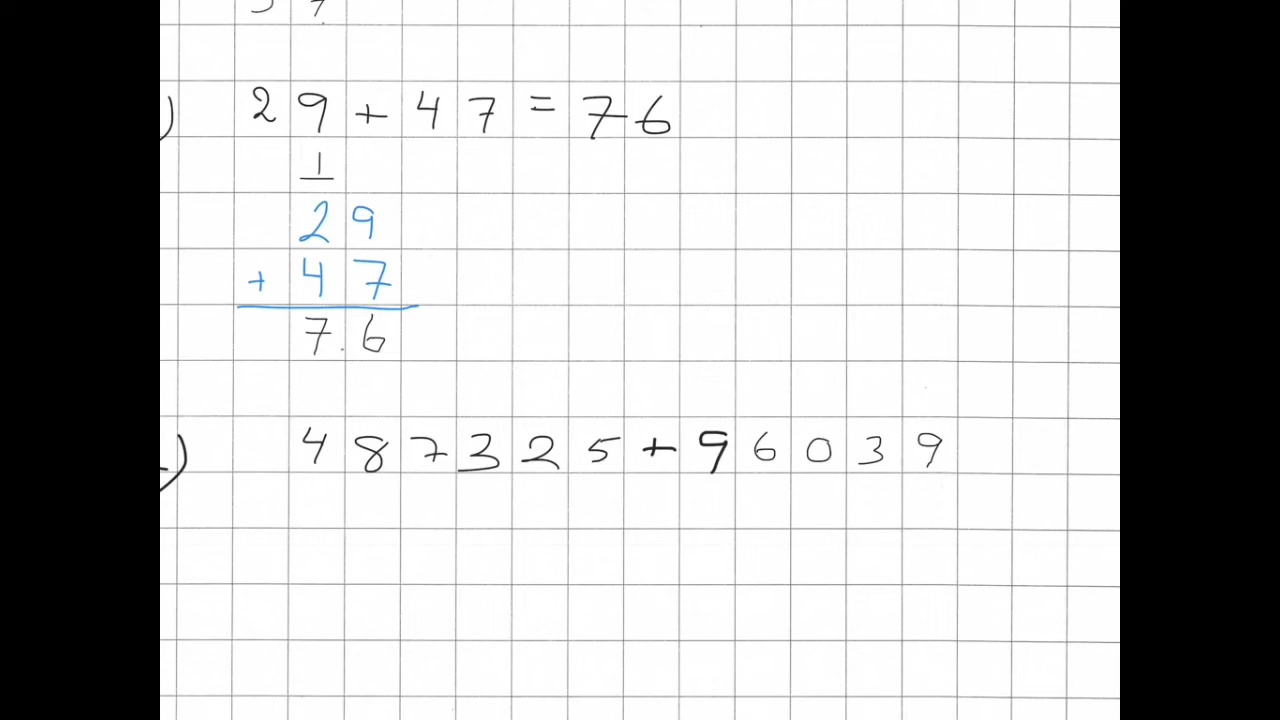 ) 29 + 47 = 76
1
29
+ 47
76
) 487325 + 96039